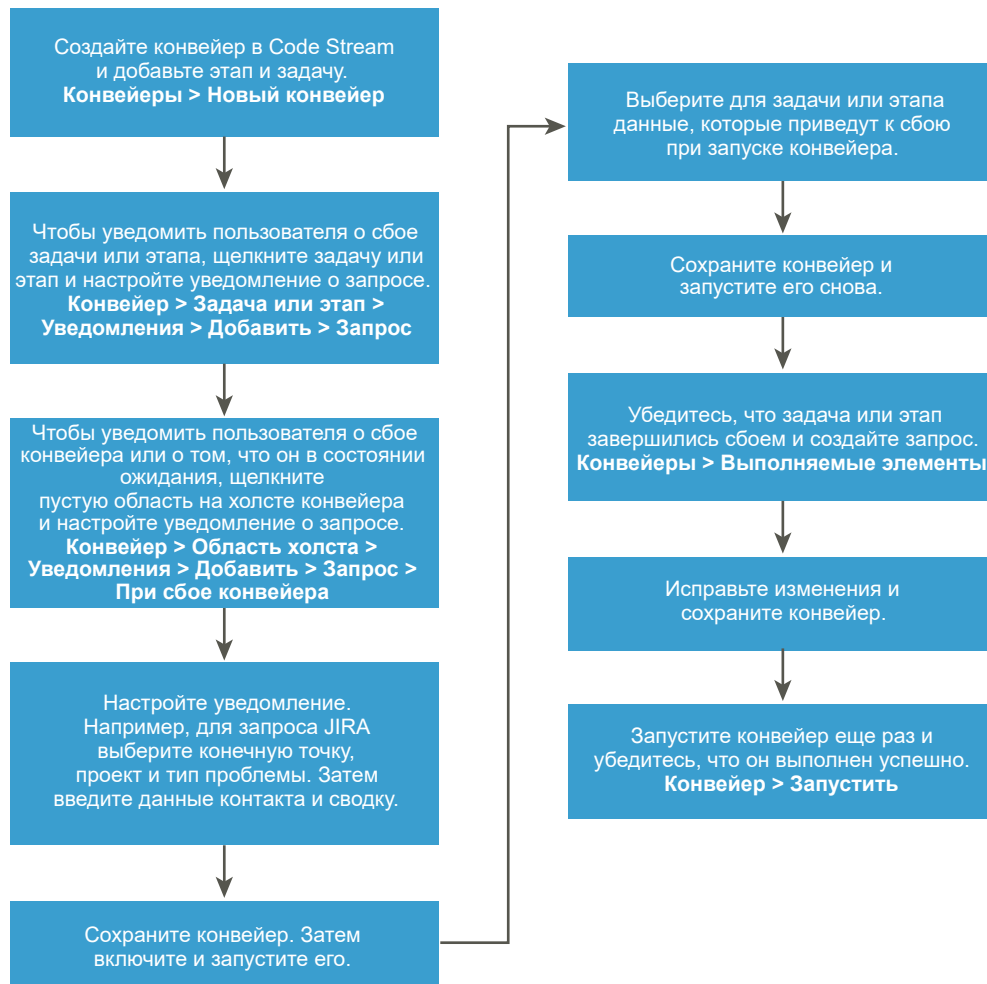 Создайте конвейер в Code Stream
и добавьте этап и задачу.
Конвейеры > Новый конвейер
Чтобы уведомить пользователя о сбое
задачи или этапа, щелкните задачу или
этап и настройте уведомление о запросе.
Конвейер > Задача или этап >
Уведомления > Добавить > Запрос
Чтобы уведомить пользователя о сбое
конвейера или о том, что он в состоянии
ожидания, щелкните
пустую область на холсте конвейера
и настройте уведомление о запросе.
Конвейер > Область холста >
Уведомления > Добавить > Запрос >
При сбое конвейера
Настройте уведомление.
Например, для запроса JIRA
выберите конечную точку,
проект и тип проблемы. Затем
введите данные контакта и сводку.
Сохраните конвейер. Затем
включите и запустите его.
Выберите для задачи или этапа
данные, которые приведут к сбою
при запуске конвейера.
Сохраните конвейер и
запустите его снова.
Убедитесь, что задача или этап
завершились сбоем и создайте запрос.
Конвейеры > Выполняемые элементы
Исправьте изменения и
сохраните конвейер.
Запустите конвейер еще раз и
убедитесь, что он выполнен успешно.
Конвейер > Запустить